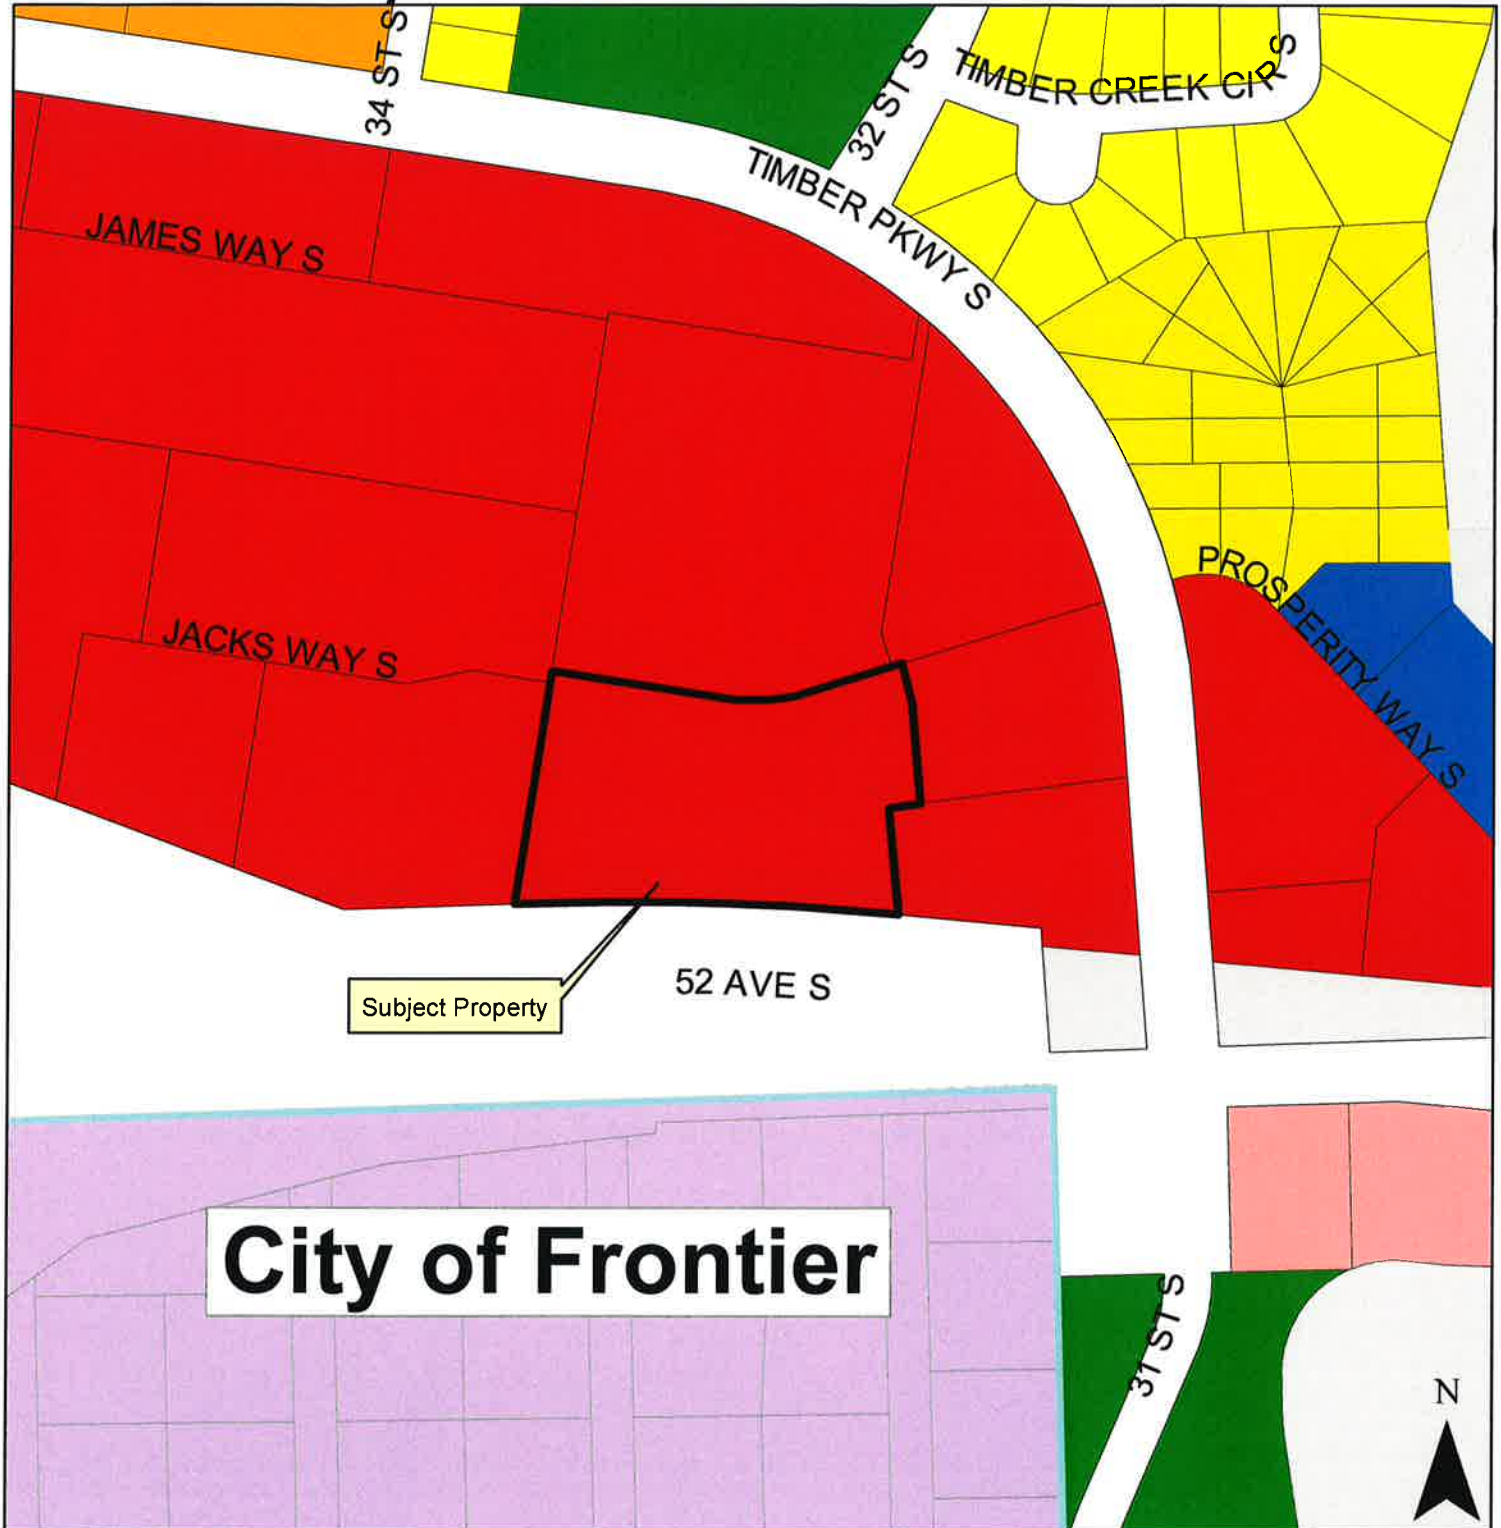 34 ST S
32 ST S
TIMBER CREEK CIR S
TIMBER PKWY S
JAMES WAY S
PROSPERITY WAY S
JACKS WAY S
52 AVE S
Subject Property
City of Frontier
31 ST S
N